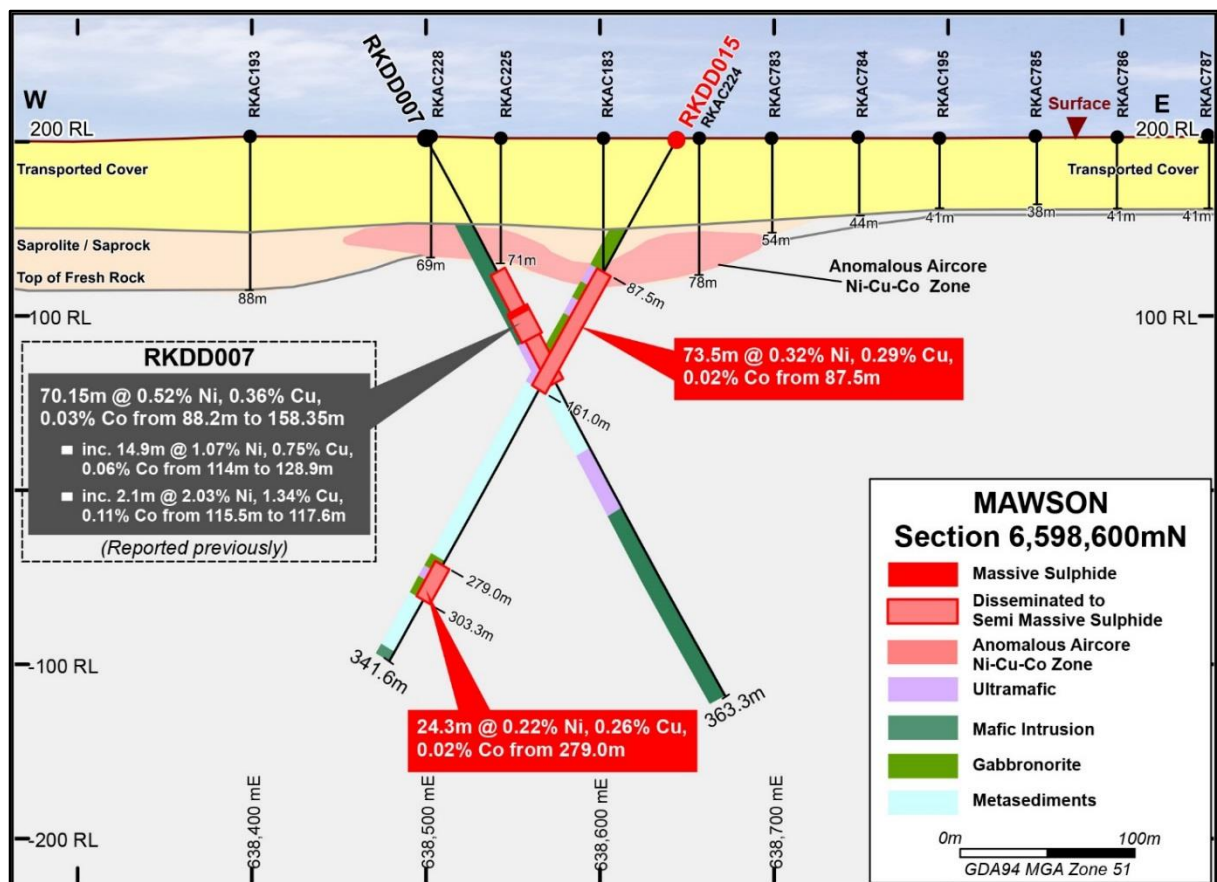 RKAC193
RKDD007
RKAC228
RKAC225
RKAC183
RKDD015
RKAC224
RKAC783
RKAC784
RKAC195
RKAC785
RKAC786
RKAC787
W
E
Surface
200 RL
200 RL
Transported Cover
Transported Cover
Saprolite / Saprock
Top of Fresh Rock
88m
69m
71m
87.5m
78m
54m
44m
41m
38m
41m
41m
Anomalous Aircore
Ni-Cu-Co Zone
100 RL
100 RL
RKDD007
70.15m @ 0.52% Ni, 0.36% Cu,
0.03% Co from 88.2m to 158.35m
inc. 14.9m @ 1.07% Ni, 0.75% Cu,
0.06% Co from 114m to 128.9m
inc. 2.1m @ 2.03% Ni, 1.34% Cu,
0.11% Co from 115.5m to 117.6m
(Reported previously)
73.5m @ 0.32% Ni, 0.29% Cu,
0.02% Co from 87.5m
161.0m
279.0m
303.3m
341.6m
363.3m
24.3m @ 0.22% Ni, 0.26% Cu,
0.02% Co from 279.0m
-100 RL
-200 RL
638,400 mE
638,500 mE
638,600 mE
638,700 mE
MAWSON
Section 6,598,600mN
Massive Sulphide
Disseminated to
Semi Massive Sulphide
Anomalous Aircore
Ni-Cu-Co Zone
Ultramafic
Mafic Intrusion
Gabbronorite
Metasediments
0m
100m
GDA94 MGA Zone 51